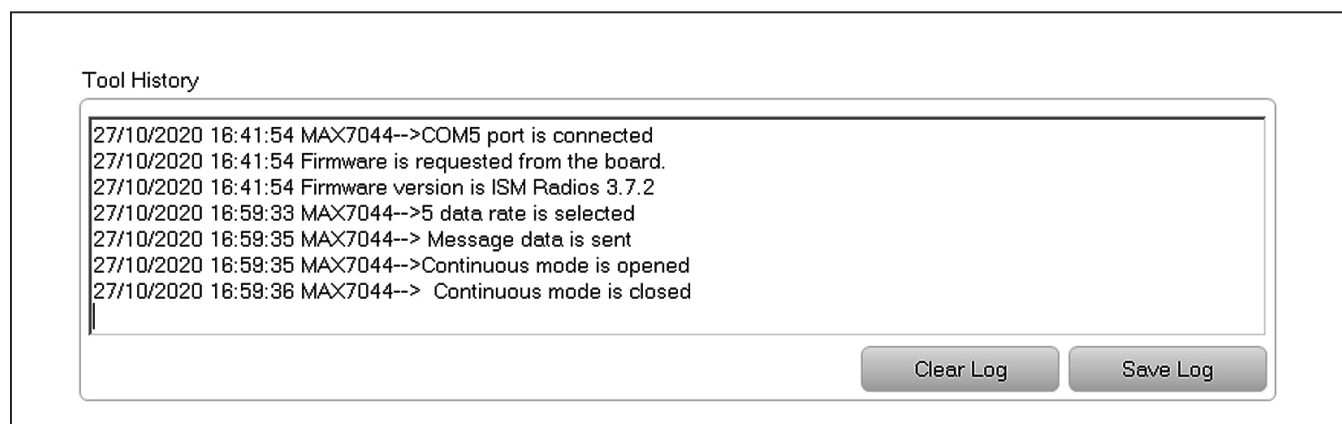 Tool History
27/10/2020 16:41:54 MAX7044-->COM5 port is connected
27/10/2020 16:41:54 Firmware is requested from the board.
27/10/2020 16:41:54 Firmware version is ISM Radios 3.7.2
27/10/2020 16:59:33 MAX7044-->5 data rate is selected
27/10/2020 16:59:35 MAX7044--> Message data is sent
27/10/2020 16:59:35 MAX7044-->Continuous mode is opened
27/10/2020 16:59:36 MAX7044-->  Continuous mode is closed
Clear Log Save Log